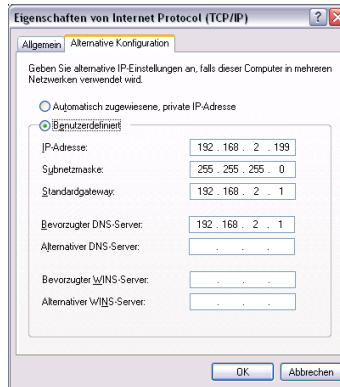 Eigenschaften von Internet Protocol (TCP/IP)
Allgemein Alternative Konfiguration
Geben Sie alternative IP-Einstellungen an, falls dieser Computer in mehreren
Netzwerken verwendet wird.
Automatisch zugewiesene, private IP-Adresse
Benutzerdefiniert
IP-Adresse: 192 . 168 . 2 . 199
Subnetzmaske: 255 . 255 . 255 . 0
Standardgateway: 192 . 168 . 2 . 1
Bevorzugter DNS-Server: 192 . 168 . 2 . 1
Alternativer DNS-Server: . . .
Bevorzugter WINS-Server: . . .
Alternativer WINS-Server: . . .
OK Abbrechen